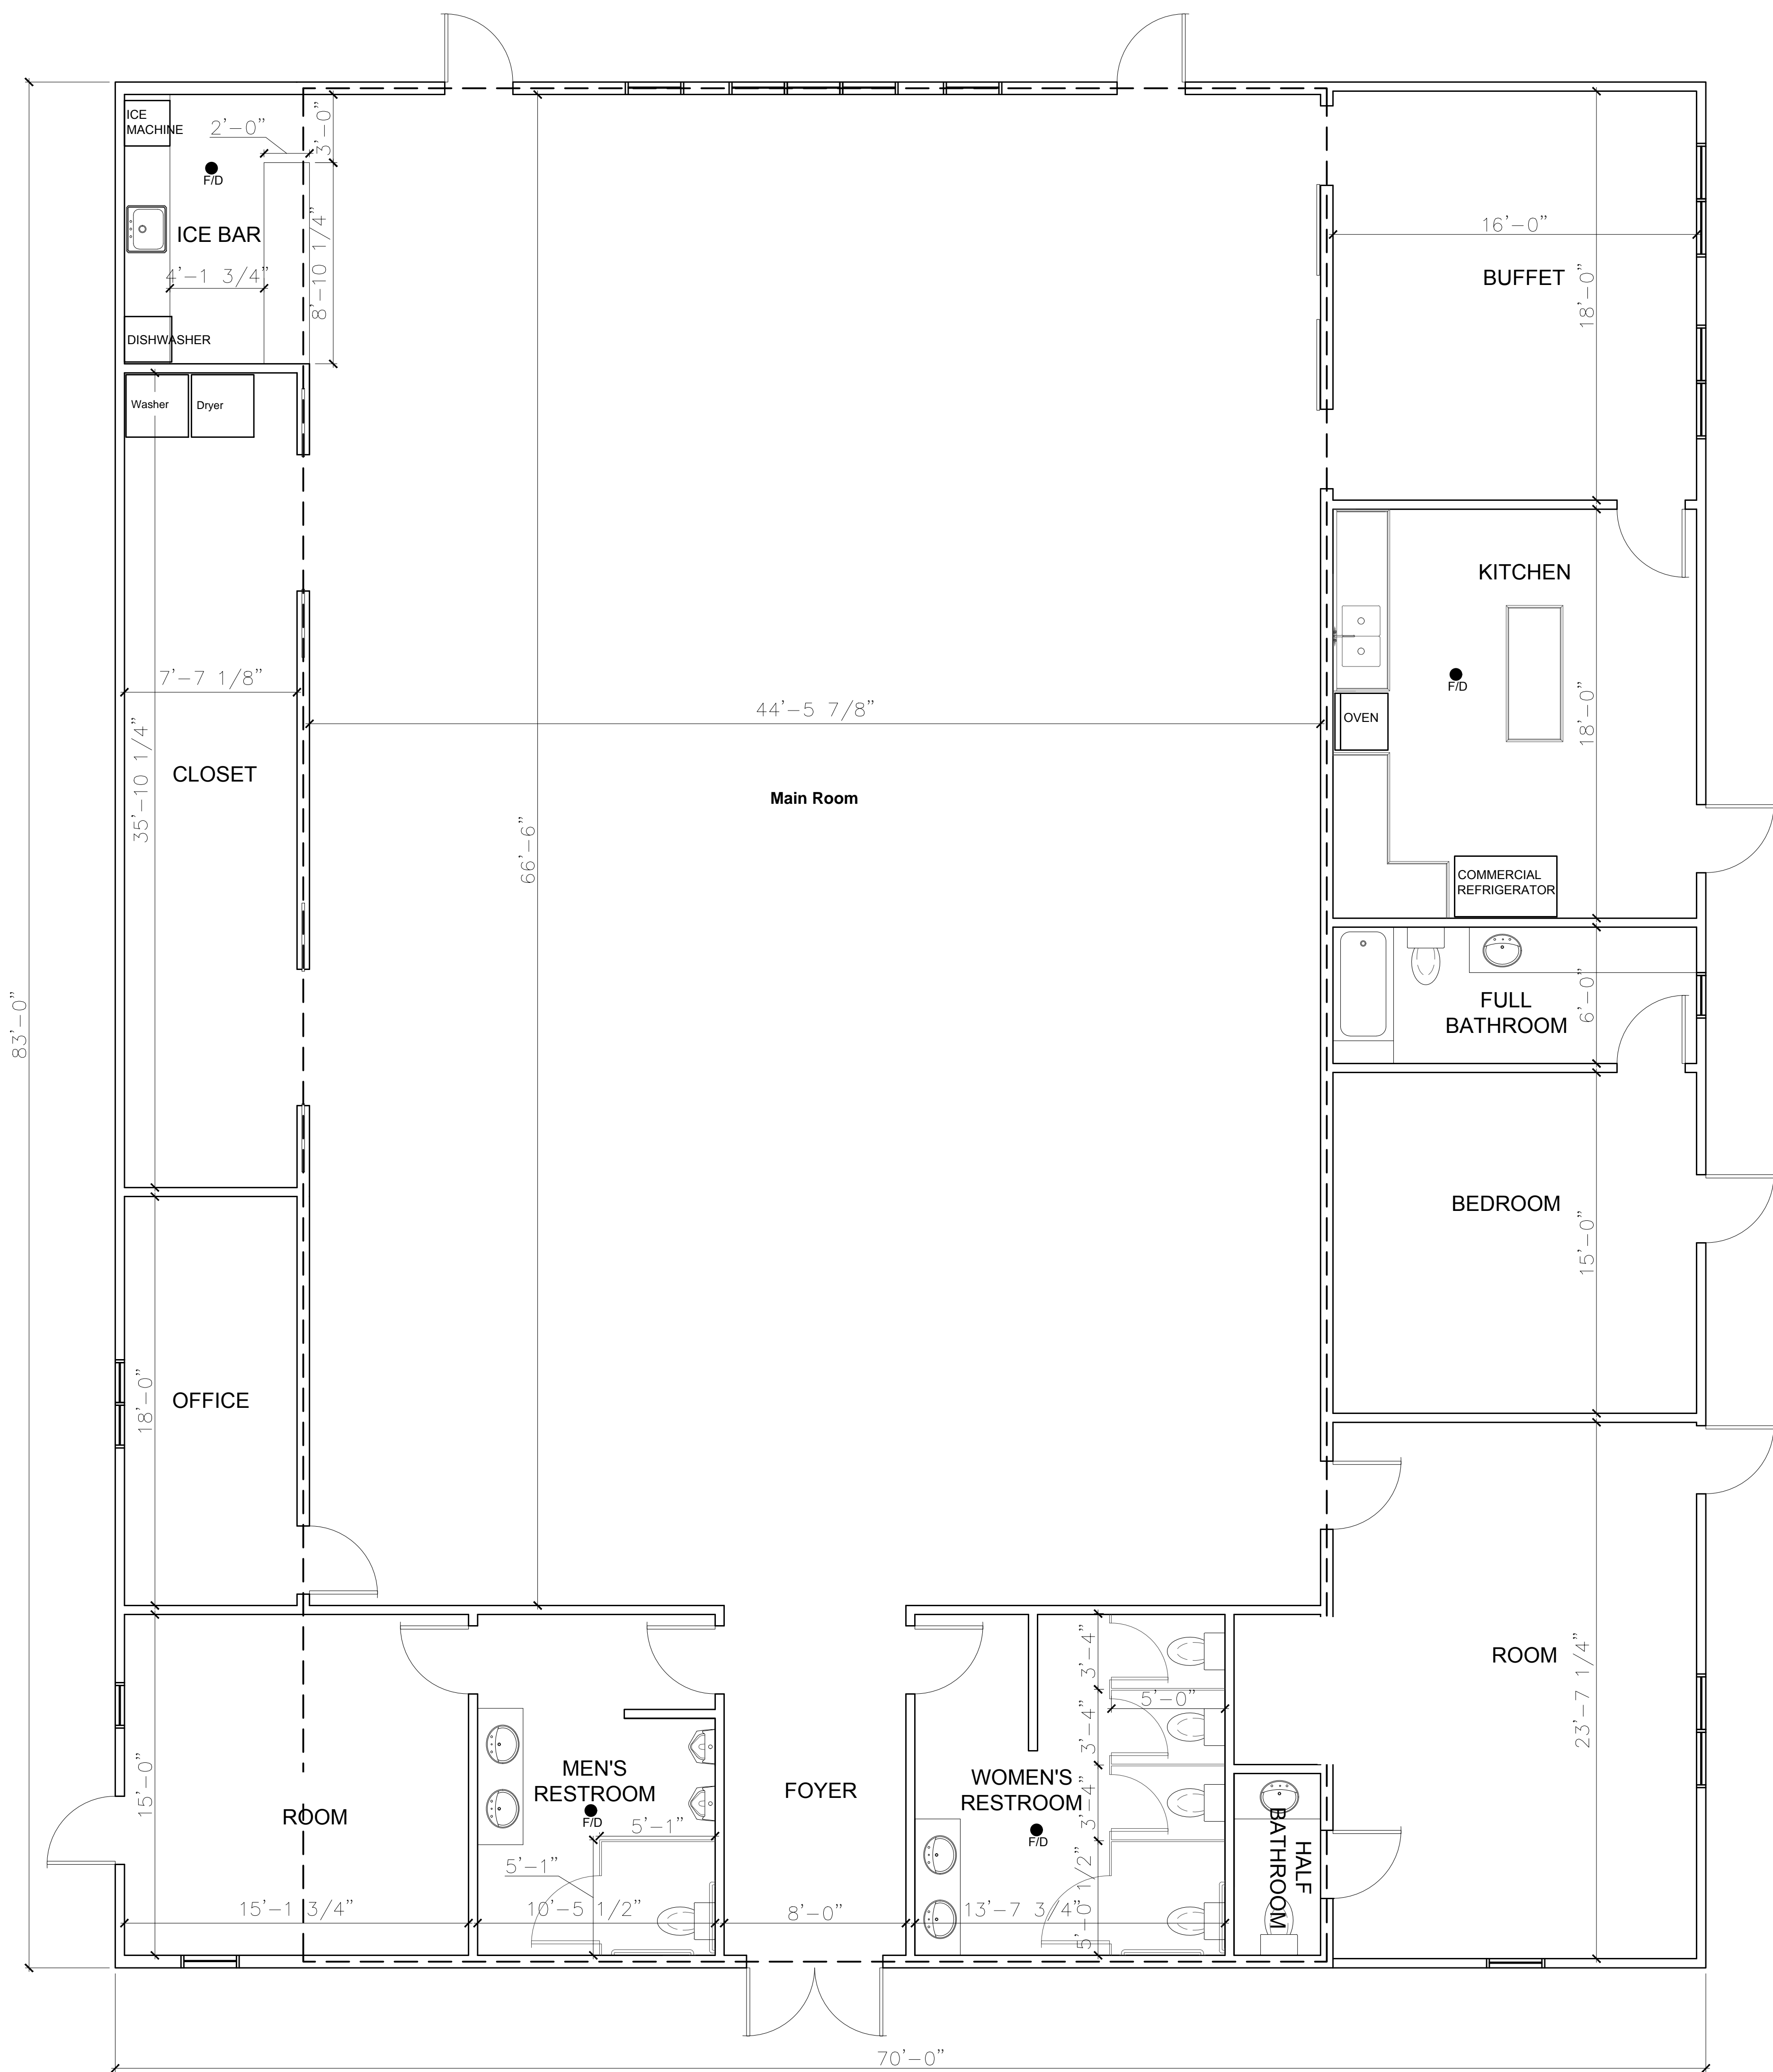 ICE
MACHINE
2'-0"
3'-0"
F/D
ICE BAR
4'-1 3/4"
8'-10 1/4"
DISHWASHER
16'-0"
BUFFET
18'-0"
Washer
Dryer
KITCHEN
F/D
18'-0"
OVEN
COMMERCIAL
REFRIGERATOR
7'-7 1/8"
44'-5 7/8"
35'-10 1/4"
CLOSET
Main Room
66'-6"
83'-0"
FULL
BATHROOM
6'-0"
BEDROOM
15'-0"
OFFICE
18'-0"
ROOM
23'-7 1/4"
15'-0"
ROOM
15'-1 3/4"
MEN'S
RESTROOM
F/D
5'-1"
5'-1"
10'-5 1/2"
FOYER
8'-0"
WOMEN'S
RESTROOM
F/D
3'-4"
5'-0"
3'-4"
3'-4"
5'-0 1/2"
13'-7 3/4"
HALF
BATHROOM
70'-0"